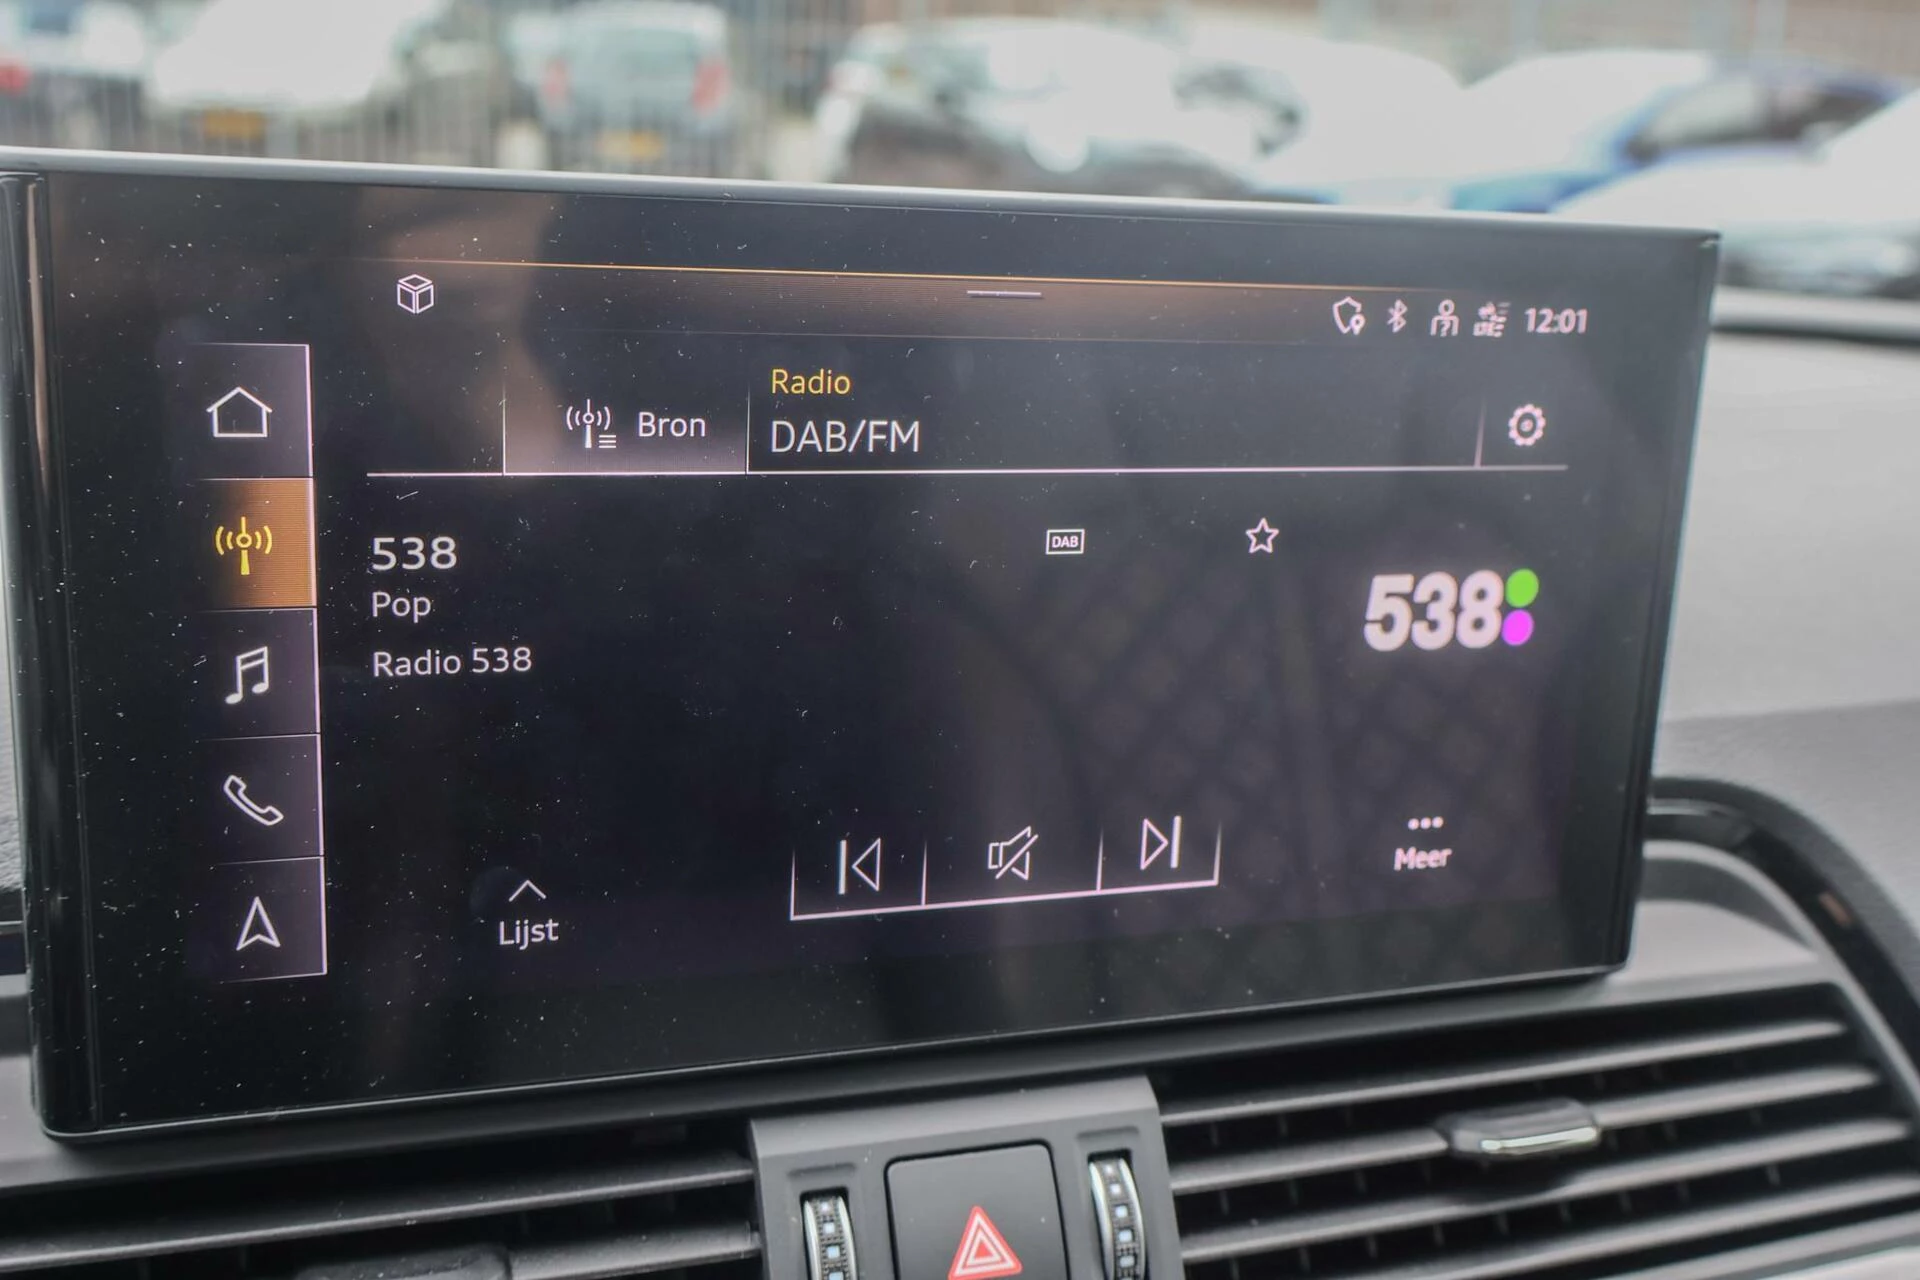 12:01
Bron
Radio
DAB/FM
538
Pop
Radio 538
DAB
538
Lijst
Meer